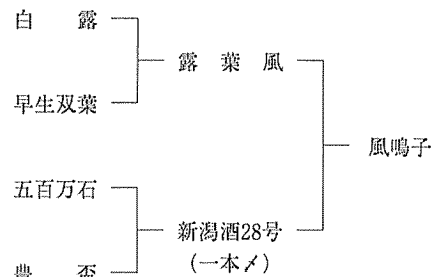 白露
露葉風
早生双葉
風鳴子
五百万石
新潟酒28号
(一本〆)
豊盃